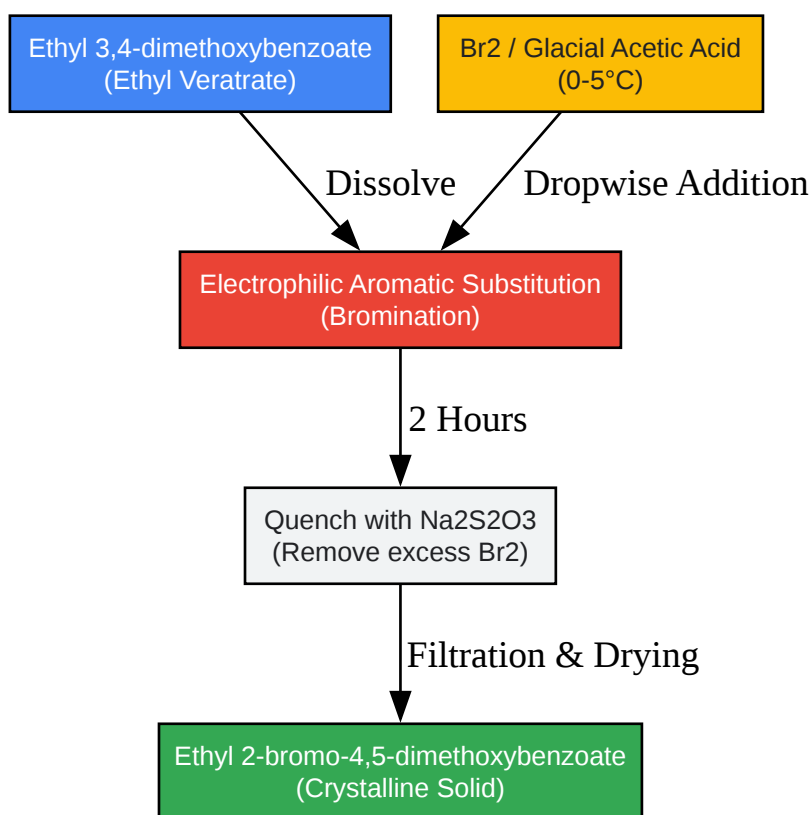 Ethyl 3,4-dimethoxybenzoate
(Ethyl Veratrate)
Br2 / Glacial Acetic Acid
(0-5°C)
Dissolve
Dropwise Addition
Electrophilic Aromatic Substitution
(Bromination)
2 Hours
Quench with Na2S2O3
(Remove excess Br2)
Filtration & Drying
Ethyl 2-bromo-4,5-dimethoxybenzoate
(Crystalline Solid)